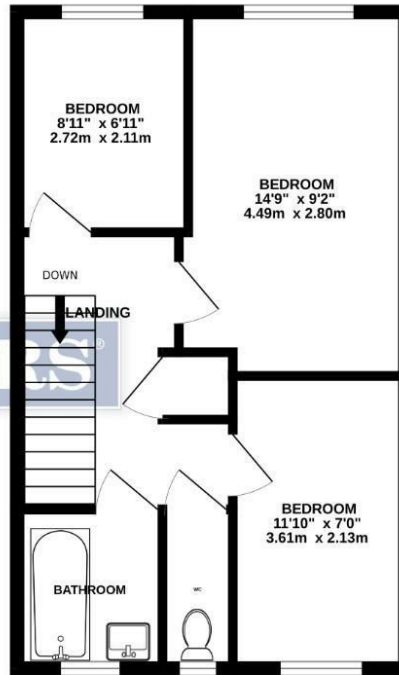 BEDROOM
8'11" x 6'11"
2.72m x 2.11m
BEDROOM
14'9" x 9'2"
4.49m x 2.80m
DOWN
LANDING
RS®
BEDROOM
11'10" x 7'0"
3.61m x 2.13m
BATHROOM
WC